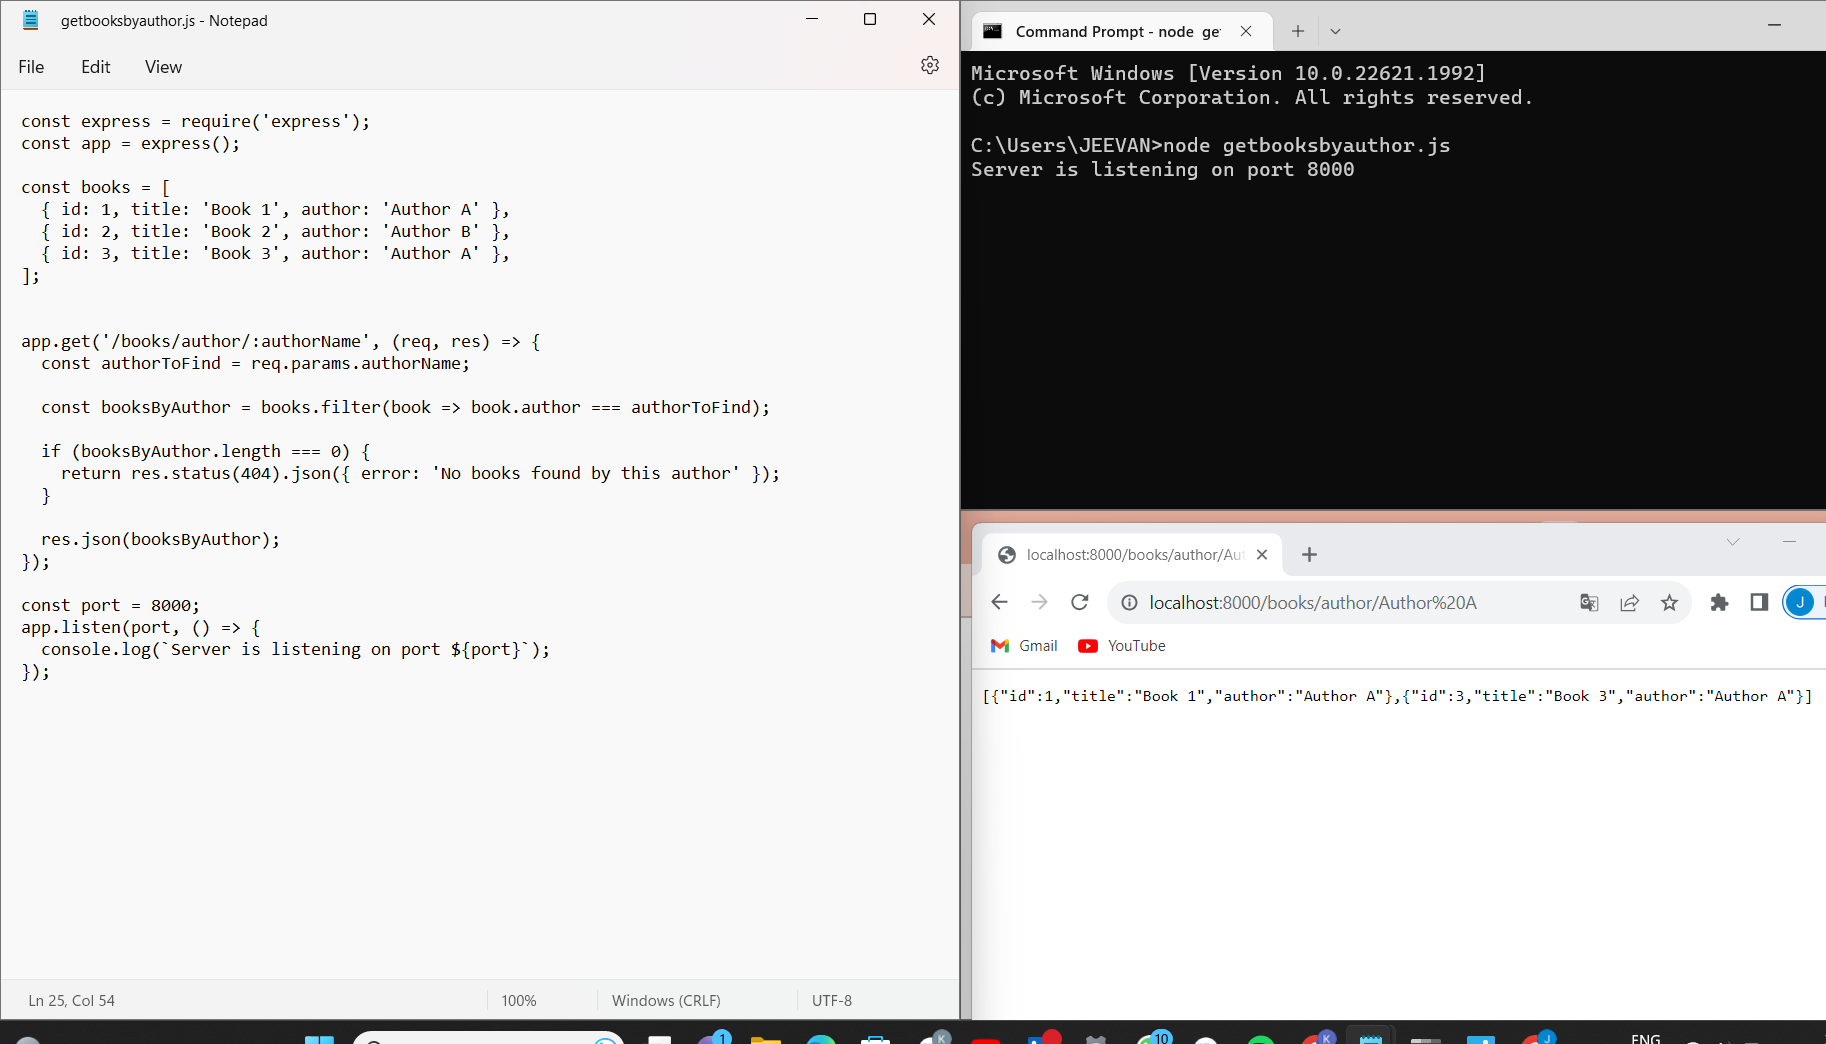 getbooksbyauthor.js - Notepad
File Edit View
const express = require('express');
const app = express();
const books = [
{ id: 1, title: 'Book 1', author: 'Author A' },
{ id: 2, title: 'Book 2', author: 'Author B' },
{ id: 3, title: 'Book 3', author: 'Author A' },
];
app.get('/books/author/:authorName', (req, res) => {
const authorToFind = req.params.authorName;
const booksByAuthor = books.filter(book => book.author === authorToFind);
if (booksByAuthor.length === 0) {
return res.status(404).json({ error: 'No books found by this author' });
}
res.json(booksByAuthor);
});
const port = 8000;
app.listen(port, () => {
console.log(`Server is listening on port ${port}`);
});
Ln 25, Col 54 100% Windows (CRLF) UTF-8
Command Prompt - node ge
Microsoft Windows [Version 10.0.22621.1992]
(c) Microsoft Corporation. All rights reserved.
C:\Users\JEEVAN>node getbooksbyauthor.js
Server is listening on port 8000
localhost:8000/books/author/Aut
localhost:8000/books/author/Author%20A
J
Gmail YouTube
[{"id":1,"title":"Book 1","author":"Author A"},{"id":3,"title":"Book 3","author":"Author A"}]
1 K 10 K J ENG